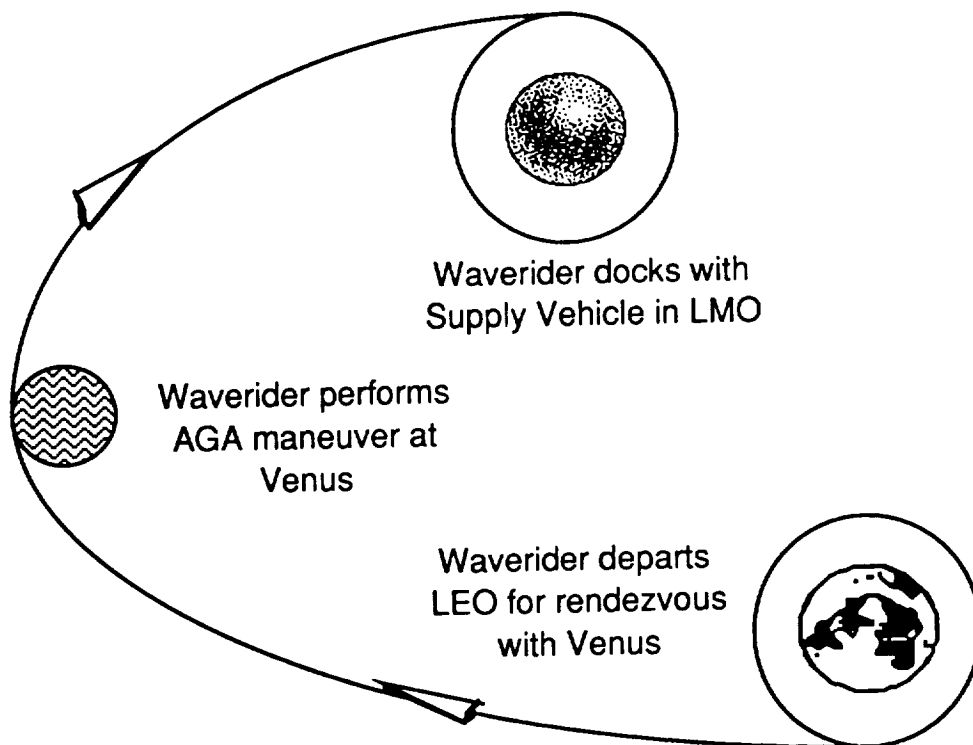 Waverider docks with
Supply Vehicle in LMO
Waverider performs
AGA maneuver at
Venus
Waverider departs
LEO for rendezvous
with Venus